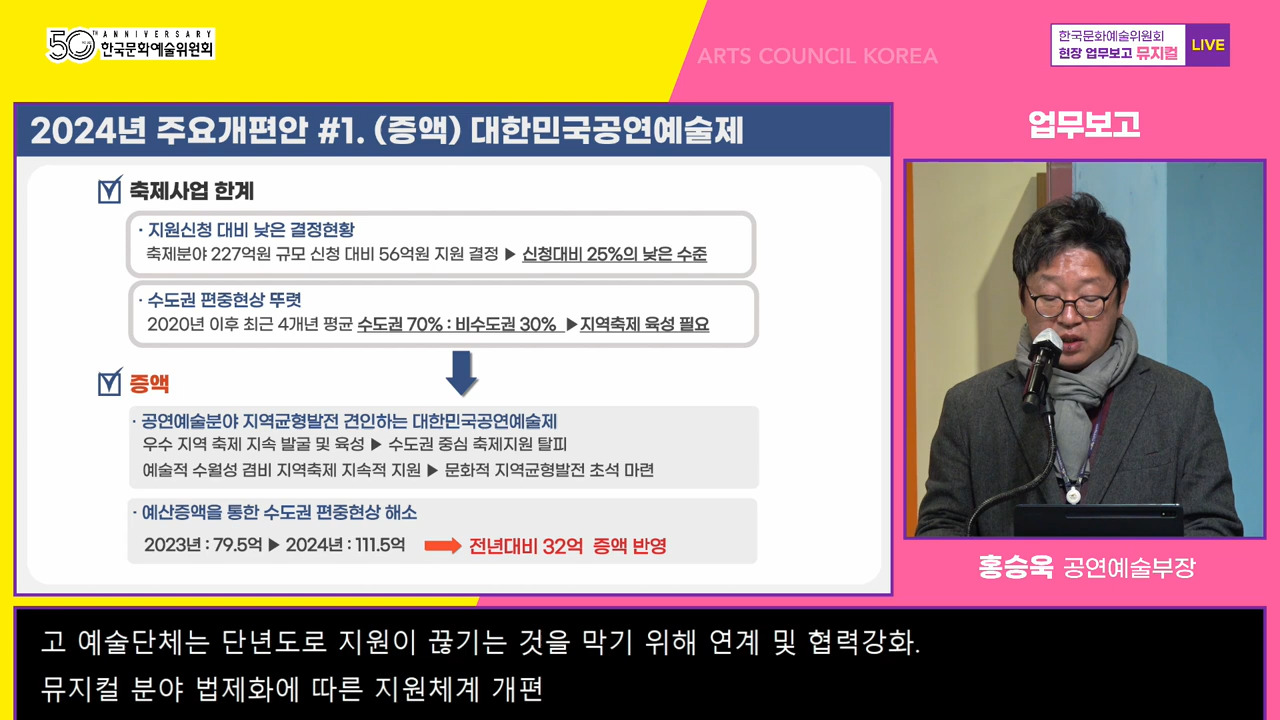 50TH ANNIVERSARY
한국문화예술위원회
ARTS COUNCIL KOREA
한국문화예술위원회
현장 업무보고 뮤지컬
LIVE
2024년 주요개편안 #1. (증액) 대한민국공연예술제
축제사업 한계
· 지원신청 대비 낮은 결정현황
축제분야 227억원 규모 신청 대비 56억원 지원 결정 ▶ 신청대비 25%의 낮은 수준
· 수도권 편중현상 뚜렷
2020년 이후 최근 4개년 평균 수도권 70% : 비수도권 30% ▶지역축제 육성 필요
증액
· 공연예술분야 지역균형발전 견인하는 대한민국공연예술제
우수 지역 축제 지속 발굴 및 육성 ▶ 수도권 중심 축제지원 탈피
예술적 수월성 겸비 지역축제 지속적 지원 ▶ 문화적 지역균형발전 초석 마련
· 예산증액을 통한 수도권 편중현상 해소
2023년 : 79.5억 ▶ 2024년 : 111.5억 전년대비 32억 증액 반영
업무보고
홍승욱 공연예술부장
고 예술단체는 단년도로 지원이 끊기는 것을 막기 위해 연계 및 협력강화.
뮤지컬 분야 법제화에 따른 지원체계 개편